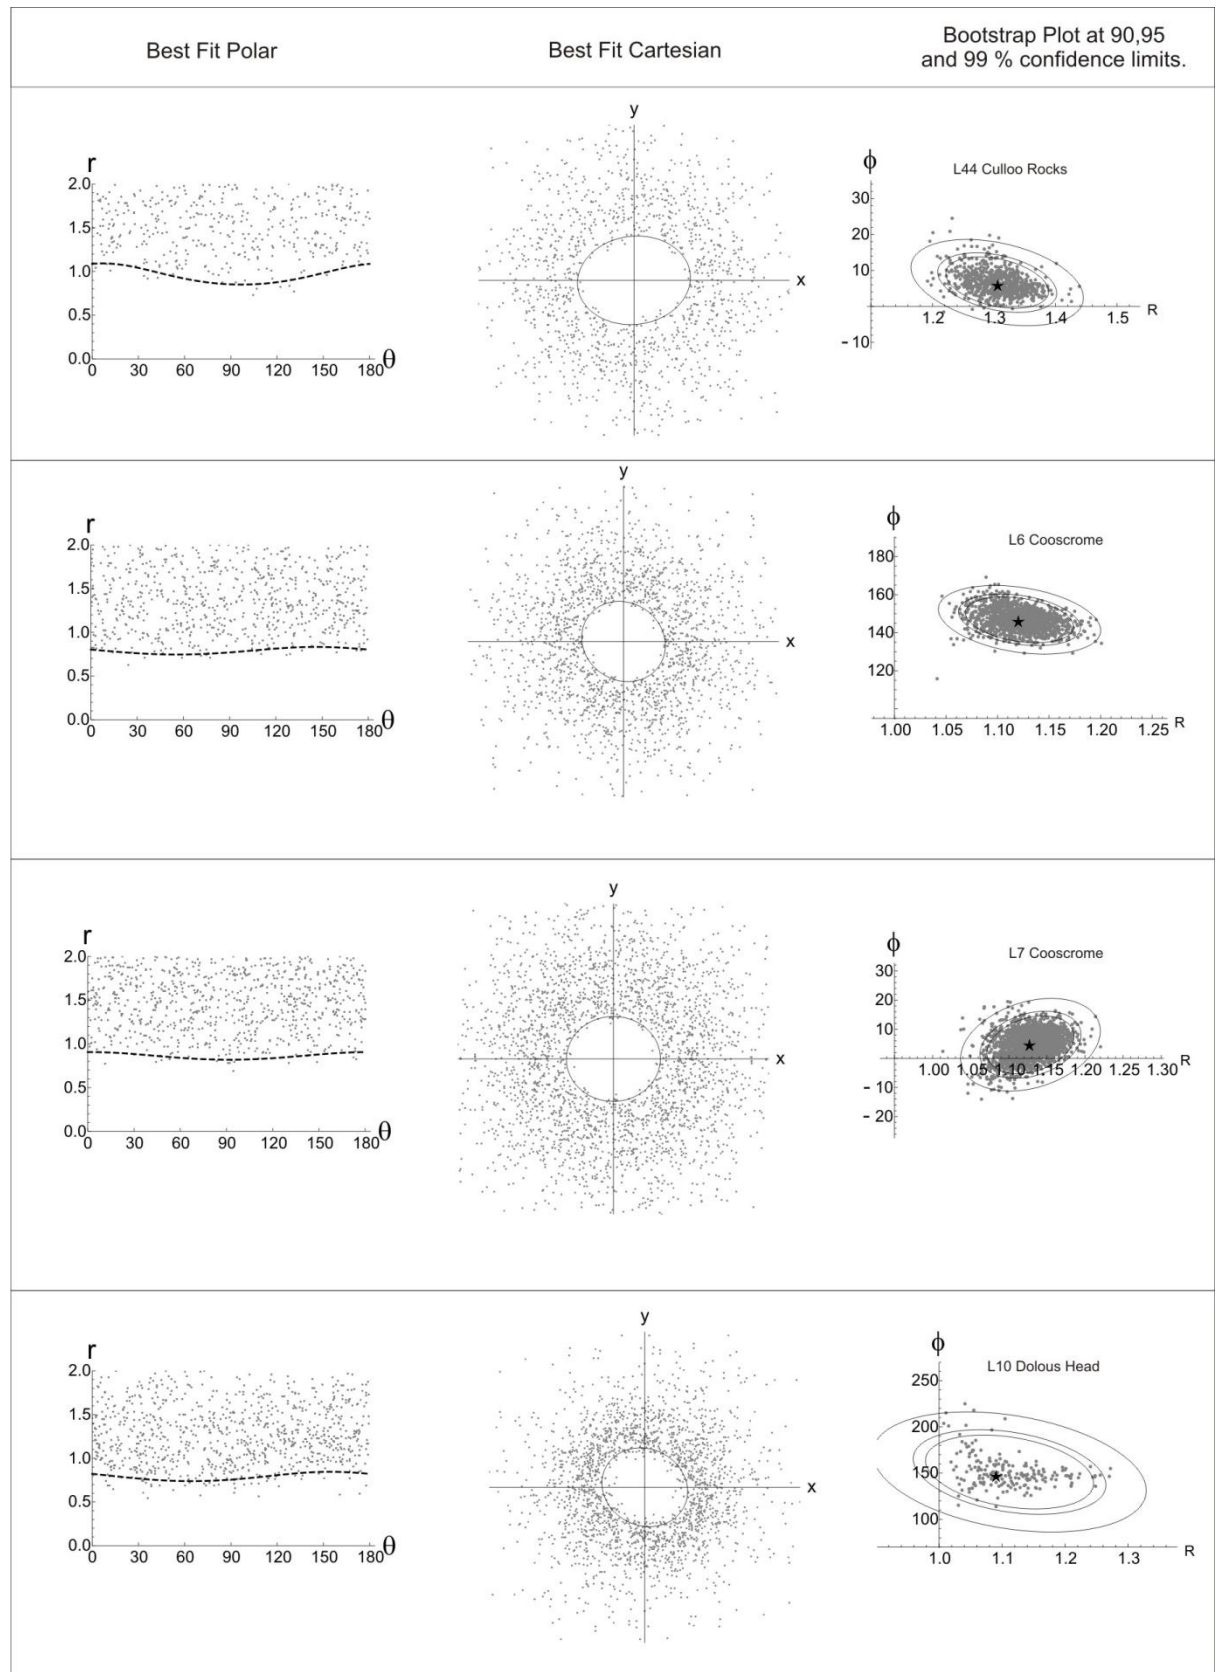 Best Fit Polar
Best Fit Cartesian
Bootstrap Plot at 90,95
and 99 % confidence limits.
r
2.0
1.5
1.0
0.5
0.0
0 30 60 90 120 150 180 θ
y
x
ϕ
L44 Culloo Rocks
30
20
10
- 10
1.2 1.3 1.4 1.5 R
r
2.0
1.5
1.0
0.5
0.0
0 30 60 90 120 150 180 θ
y
x
ϕ
L6 Cooscrome
180
160
140
120
1.00 1.05 1.10 1.15 1.20 1.25 R
r
2.0
1.5
1.0
0.5
0.0
0 30 60 90 120 150 180 θ
y
x
ϕ
L7 Cooscrome
30
20
10
- 10
- 20
1.00 1.05 1.10 1.15 1.20 1.25 1.30 R
r
2.0
1.5
1.0
0.5
0.0
0 30 60 90 120 150 180 θ
y
x
ϕ
L10 Dolous Head
250
200
150
100
1.0 1.1 1.2 1.3 R